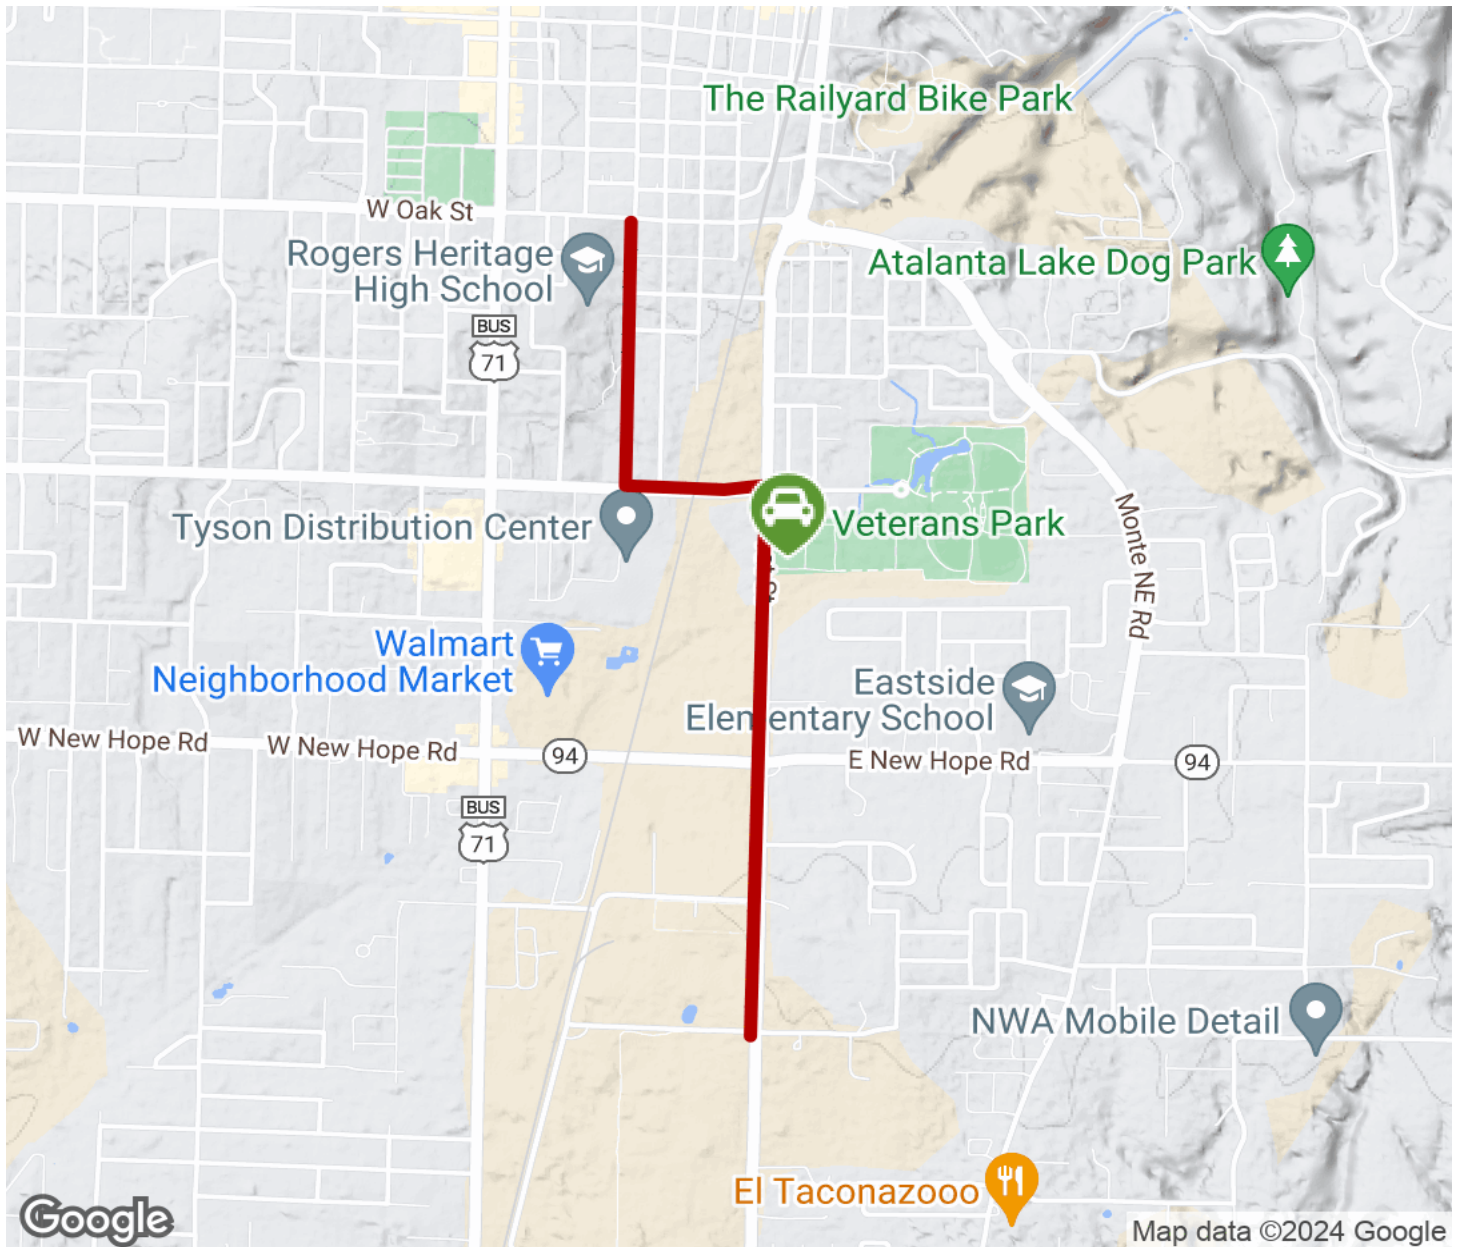 The Railyard Bike Park
W Oak St
Rogers Heritage
High School
Atalanta Lake Dog Park
BUS
71
Tyson Distribution Center
Veterans Park
Monte NE Rd
Walmart
Neighborhood Market
Eastside
Elementary School
W New Hope Rd
W New Hope Rd
94
E New Hope Rd
94
BUS
71
NWA Mobile Detail
El Taconazooo
Google
Map data ©2024 Google